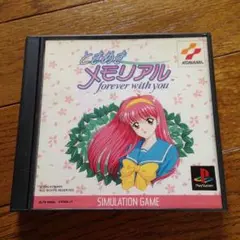 KONAMI
ときめき
メモリアル
forever with you
PlayStation
SIMULATION GAME